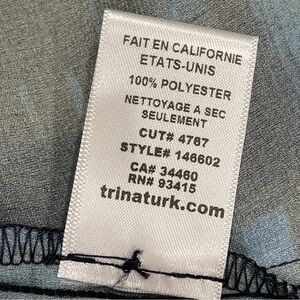 FAIT EN CALIFORNIE
ETATS-UNIS
100% POLYESTER
NETTOYAGE A SEC
SEULEMENT
CUT# 4767
STYLE# 146602
CA# 34460
RN# 93415
trinaturk.com